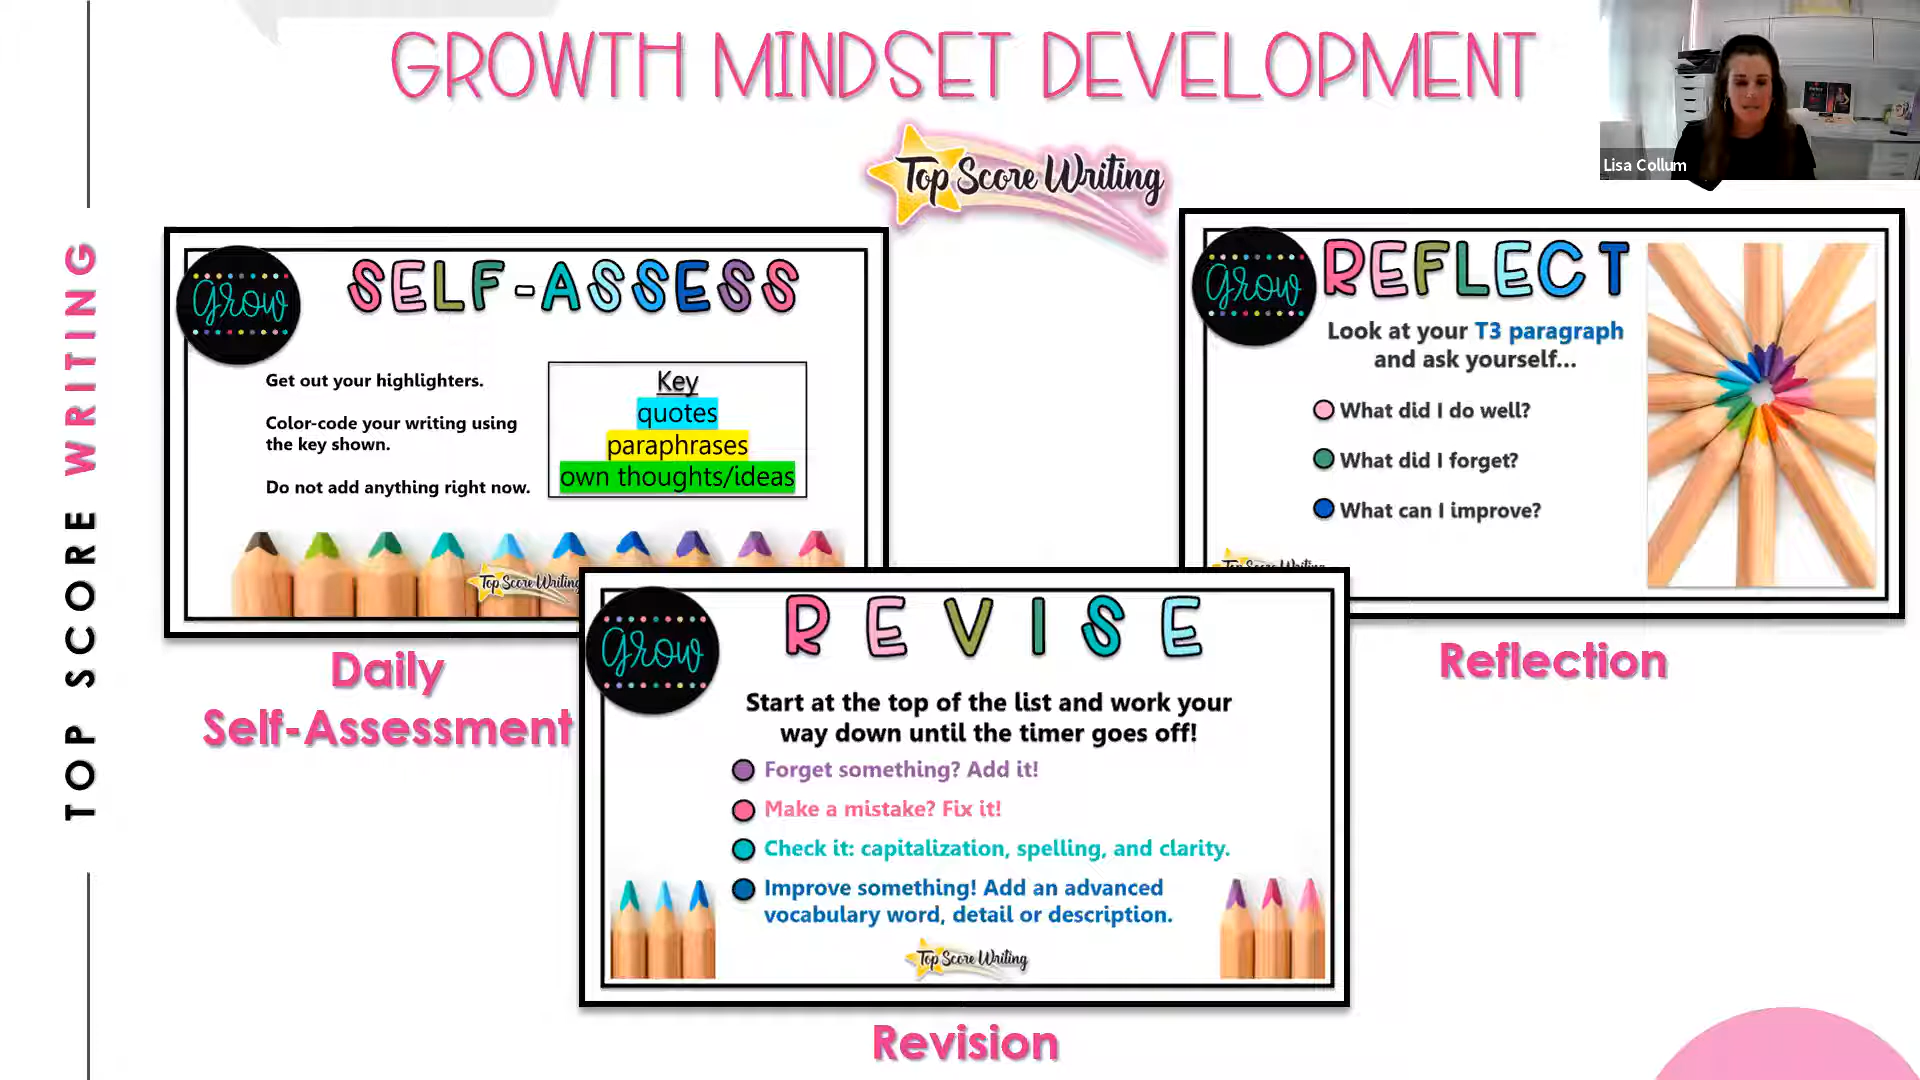 GROWTH MINDSET DEVELOPMENT
Lisa Collum
Top Score Writing
TOP SCORE WRITING
grow
SELF-ASSESS
Get out your highlighters.
Color-code your writing using
the key shown.
Do not add anything right now.
Key
quotes
paraphrases
own thoughts/ideas
Top Score Writing
Daily
Self-Assessment
grow
REFLECT
Look at your T3 paragraph
and ask yourself...
What did I do well?
What did I forget?
What can I improve?
Top Score Writing
Reflection
grow
REVISE
Start at the top of the list and work your
way down until the timer goes off!
Forget something? Add it!
Make a mistake? Fix it!
Check it: capitalization, spelling, and clarity.
Improve something! Add an advanced
vocabulary word, detail or description.
Top Score Writing
Revision